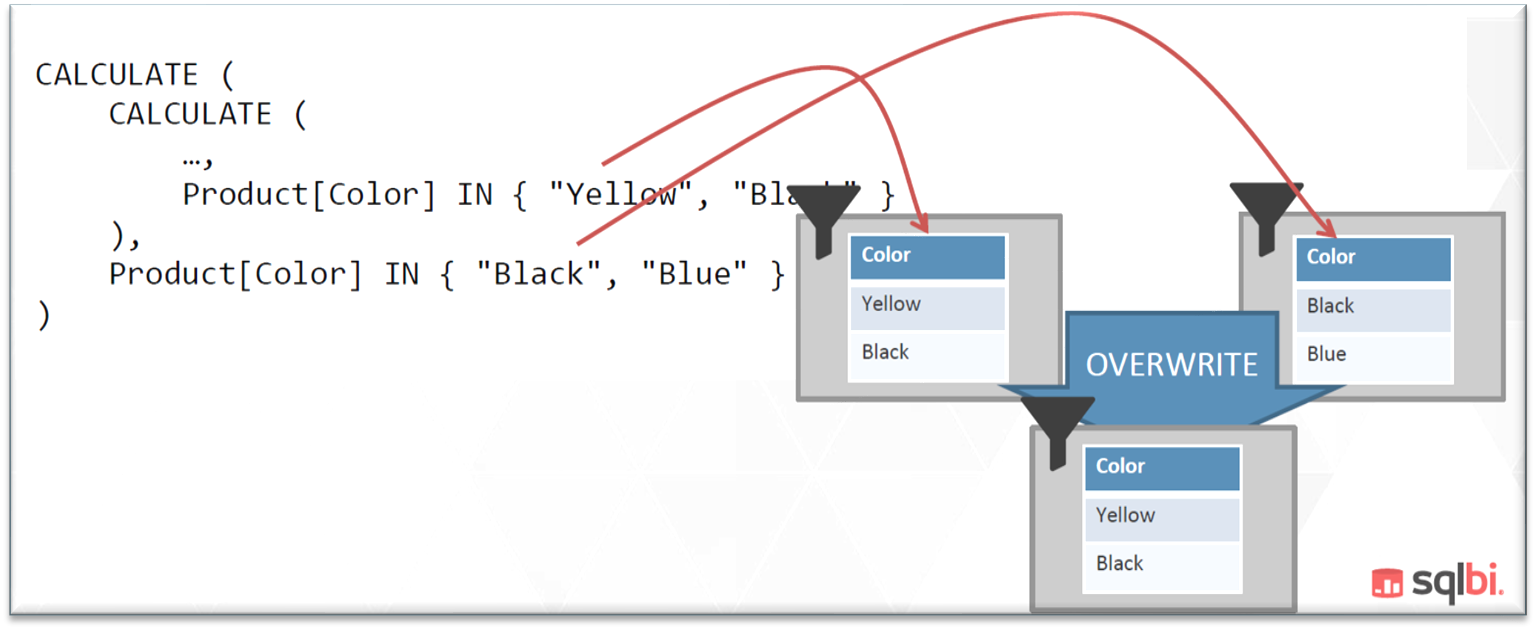 CALCULATE (
CALCULATE (
…,
Product[Color] IN { "Yellow", "Black" }
),
Product[Color] IN { "Black", "Blue" }
)
Color
Yellow
Black
Color
Black
Blue
OVERWRITE
Color
Yellow
Black
sqlbi.